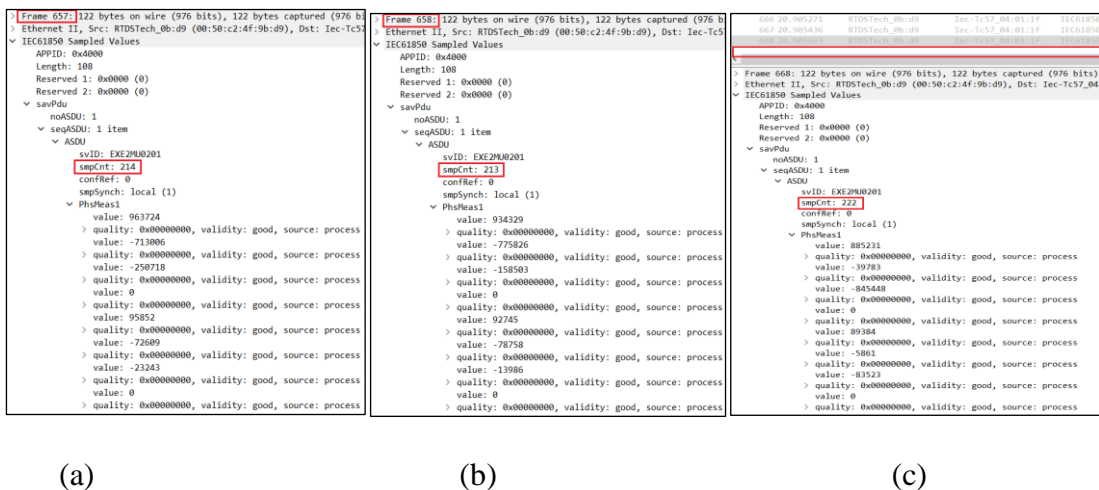 Frame 657: 122 bytes on wire (976 bits), 122 bytes captured (976 b
Ethernet II, Src: RTDSTech_0b:d9 (00:50:c2:4f:9b:d9), Dst: Iec-Tc57
IEC61850 Sampled Values
APPID: 0x4000
Length: 108
Reserved 1: 0x0000 (0)
Reserved 2: 0x0000 (0)
savPdu
noASDU: 1
seqASDU: 1 item
ASDU
svID: EXE2MU0201
smpCnt: 214
confRef: 0
smpSynch: local (1)
PhsMeas1
value: 963724
quality: 0x00000000, validity: good, source: process
value: -713006
quality: 0x00000000, validity: good, source: process
value: -250718
quality: 0x00000000, validity: good, source: process
value: 0
quality: 0x00000000, validity: good, source: process
value: 95852
quality: 0x00000000, validity: good, source: process
value: -72609
quality: 0x00000000, validity: good, source: process
value: -23243
quality: 0x00000000, validity: good, source: process
value: 0
quality: 0x00000000, validity: good, source: process
(a)
Frame 658: 122 bytes on wire (976 bits), 122 bytes captured (976 b
Ethernet II, Src: RTDSTech_0b:d9 (00:50:c2:4f:9b:d9), Dst: Iec-T
IEC61850 Sampled Values
APPID: 0x4000
Length: 108
Reserved 1: 0x0000 (0)
Reserved 2: 0x0000 (0)
savPdu
noASDU: 1
seqASDU: 1 item
ASDU
svID: EXE2MU0201
smpCnt: 213
confRef: 0
smpSynch: local (1)
PhsMeas1
value: 934329
quality: 0x00000000, validity: good, source: process
value: -775826
quality: 0x00000000, validity: good, source: process
value: -158503
quality: 0x00000000, validity: good, source: process
value: 0
quality: 0x00000000, validity: good, source: process
value: 92745
quality: 0x00000000, validity: good, source: process
value: -78758
quality: 0x00000000, validity: good, source: process
value: -13986
quality: 0x00000000, validity: good, source: process
value: 0
quality: 0x00000000, validity: good, source: process
(b)
666 20.905271 RTDSTech_0b:d9 Iec-Tc57_04:01:1f IEC61850
667 20.905436 RTDSTech_0b:d9 Iec-Tc57_04:01:1f IEC61850
668 20.905603 RTDSTech_0b:d9 Iec-Tc57_04:01:1f IEC61850
Frame 668: 122 bytes on wire (976 bits), 122 bytes captured (976 bits)
Ethernet II, Src: RTDSTech_0b:d9 (00:50:c2:4f:9b:d9), Dst: Iec-Tc57_04
IEC61850 Sampled Values
APPID: 0x4000
Length: 108
Reserved 1: 0x0000 (0)
Reserved 2: 0x0000 (0)
savPdu
noASDU: 1
seqASDU: 1 item
ASDU
svID: EXE2MU0201
smpCnt: 222
confRef: 0
smpSynch: local (1)
PhsMeas1
value: 885231
quality: 0x00000000, validity: good, source: process
value: -39783
quality: 0x00000000, validity: good, source: process
value: -845448
quality: 0x00000000, validity: good, source: process
value: 0
quality: 0x00000000, validity: good, source: process
value: 89384
quality: 0x00000000, validity: good, source: process
value: -5861
quality: 0x00000000, validity: good, source: process
value: -83523
quality: 0x00000000, validity: good, source: process
value: 0
quality: 0x00000000, validity: good, source: process
(c)